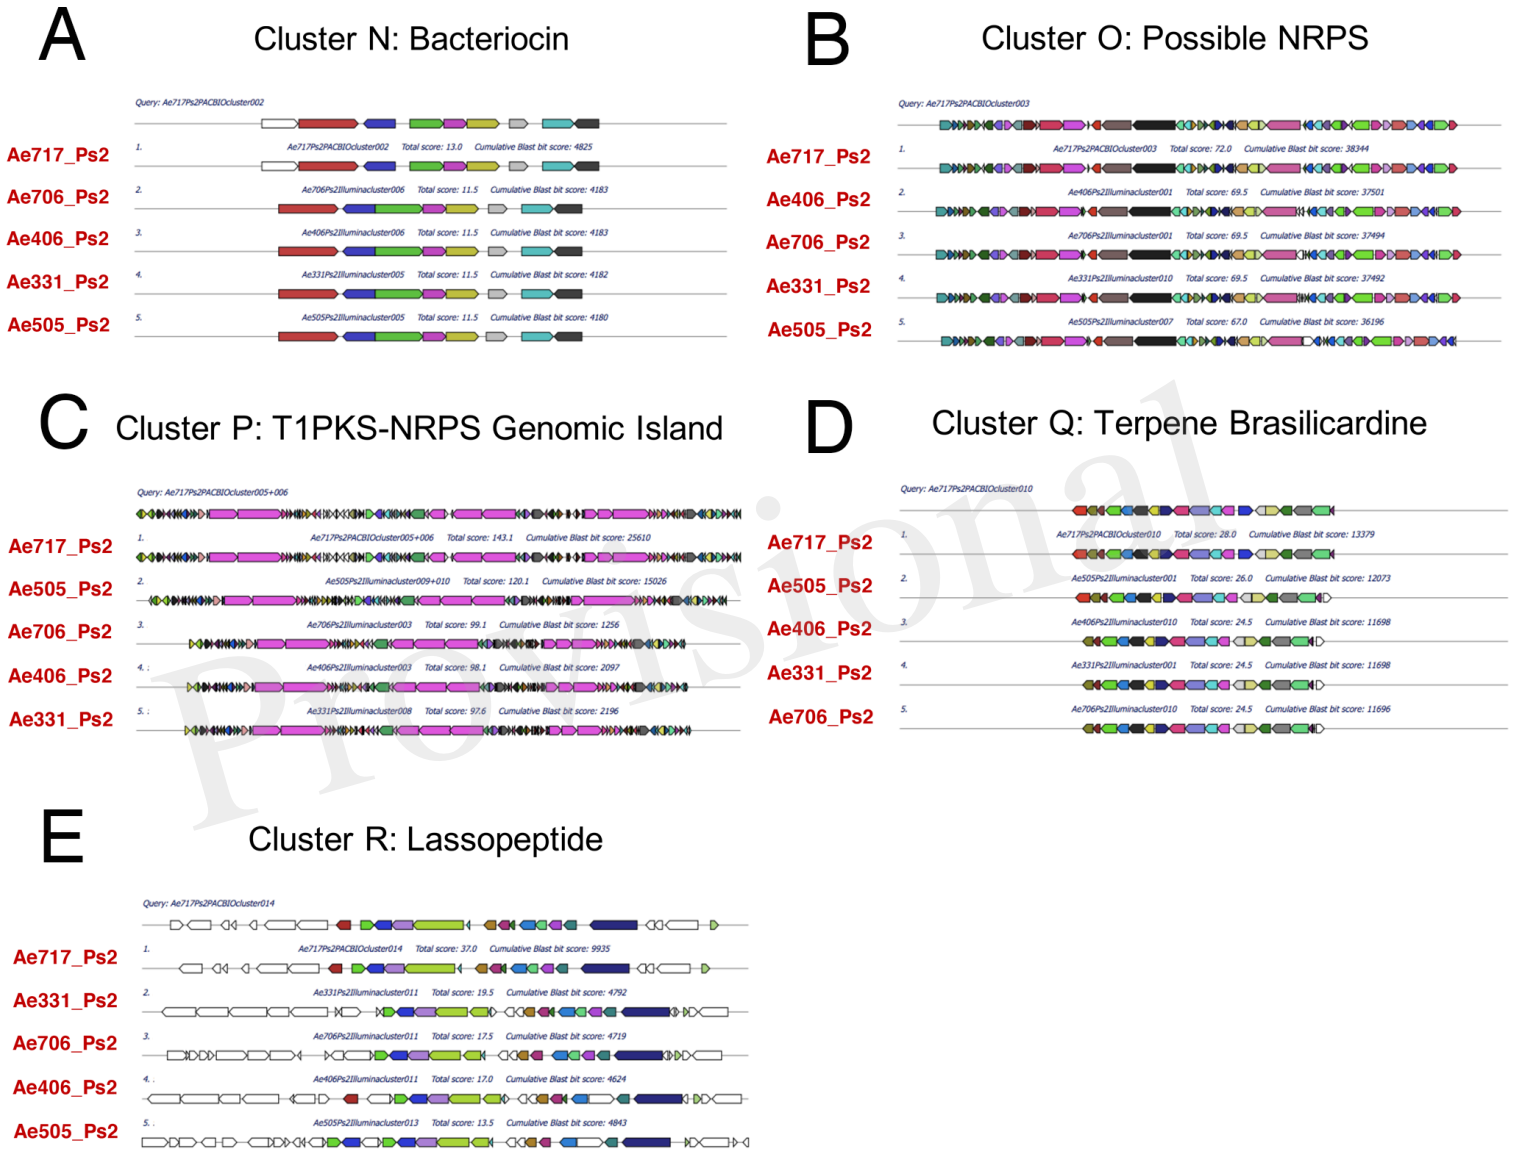 A
Cluster N: Bacteriocin
Query: Ae717Ps2PACBIOcluster002
Ae717_Ps2
1. Ae717Ps2PACBIOcluster002 Total score: 13.0 Cumulative Blast bit score: 4825
Ae706_Ps2
2. Ae706Ps2Illuminacluster006 Total score: 11.5 Cumulative Blast bit score: 4183
Ae406_Ps2
3. Ae406Ps2Illuminacluster006 Total score: 11.5 Cumulative Blast bit score: 4183
Ae331_Ps2
4. Ae331Ps2Illuminacluster005 Total score: 11.5 Cumulative Blast bit score: 4182
Ae505_Ps2
5. Ae505Ps2Illuminacluster005 Total score: 11.5 Cumulative Blast bit score: 4180
B
Cluster O: Possible NRPS
Query: Ae717Ps2PACBIOcluster003
Ae717_Ps2
1. Ae717Ps2PACBIOcluster003 Total score: 72.0 Cumulative Blast bit score: 38344
Ae406_Ps2
2. Ae406Ps2Illuminacluster001 Total score: 69.5 Cumulative Blast bit score: 37501
Ae706_Ps2
3. Ae706Ps2Illuminacluster001 Total score: 69.5 Cumulative Blast bit score: 37494
Ae331_Ps2
4. Ae331Ps2Illuminacluster010 Total score: 69.5 Cumulative Blast bit score: 37492
Ae505_Ps2
5. Ae505Ps2Illuminacluster007 Total score: 67.0 Cumulative Blast bit score: 36196
C
Cluster P: T1PKS-NRPS Genomic Island
Query: Ae717Ps2PACBIOcluster005+006
Ae717_Ps2
1. Ae717Ps2PACBIOcluster005+006 Total score: 143.1 Cumulative Blast bit score: 25610
Ae505_Ps2
2. Ae505Ps2Illuminacluster009+010 Total score: 120.1 Cumulative Blast bit score: 15026
Ae706_Ps2
3. Ae706Ps2Illuminacluster003 Total score: 99.1 Cumulative Blast bit score: 1256
Ae406_Ps2
4. : Ae406Ps2Illuminacluster003 Total score: 98.1 Cumulative Blast bit score: 2097
Ae331_Ps2
5. : Ae331Ps2Illuminacluster008 Total score: 97.6 Cumulative Blast bit score: 2196
D
Cluster Q: Terpene Brasilicardine
Query: Ae717Ps2PACBIOcluster010
Ae717_Ps2
1. Ae717Ps2PACBIOcluster010 Total score: 28.0 Cumulative Blast bit score: 13379
Ae505_Ps2
2. Ae505Ps2Illuminacluster001 Total score: 26.0 Cumulative Blast bit score: 12073
Ae406_Ps2
3. Ae406Ps2Illuminacluster010 Total score: 24.5 Cumulative Blast bit score: 11698
Ae331_Ps2
4. Ae331Ps2Illuminacluster001 Total score: 24.5 Cumulative Blast bit score: 11698
Ae706_Ps2
5. Ae706Ps2Illuminacluster010 Total score: 24.5 Cumulative Blast bit score: 11696
Provisional
E
Cluster R: Lassopeptide
Query: Ae717Ps2PACBIOcluster014
Ae717_Ps2
1. Ae717Ps2PACBIOcluster014 Total score: 37.0 Cumulative Blast bit score: 9935
Ae331_Ps2
2. Ae331Ps2Illuminacluster011 Total score: 19.5 Cumulative Blast bit score: 4792
Ae706_Ps2
3. Ae706Ps2Illuminacluster011 Total score: 17.5 Cumulative Blast bit score: 4719
Ae406_Ps2
4. . Ae406Ps2Illuminacluster011 Total score: 17.0 Cumulative Blast bit score: 4624
Ae505_Ps2
5. . Ae505Ps2Illuminacluster013 Total score: 13.5 Cumulative Blast bit score: 4843